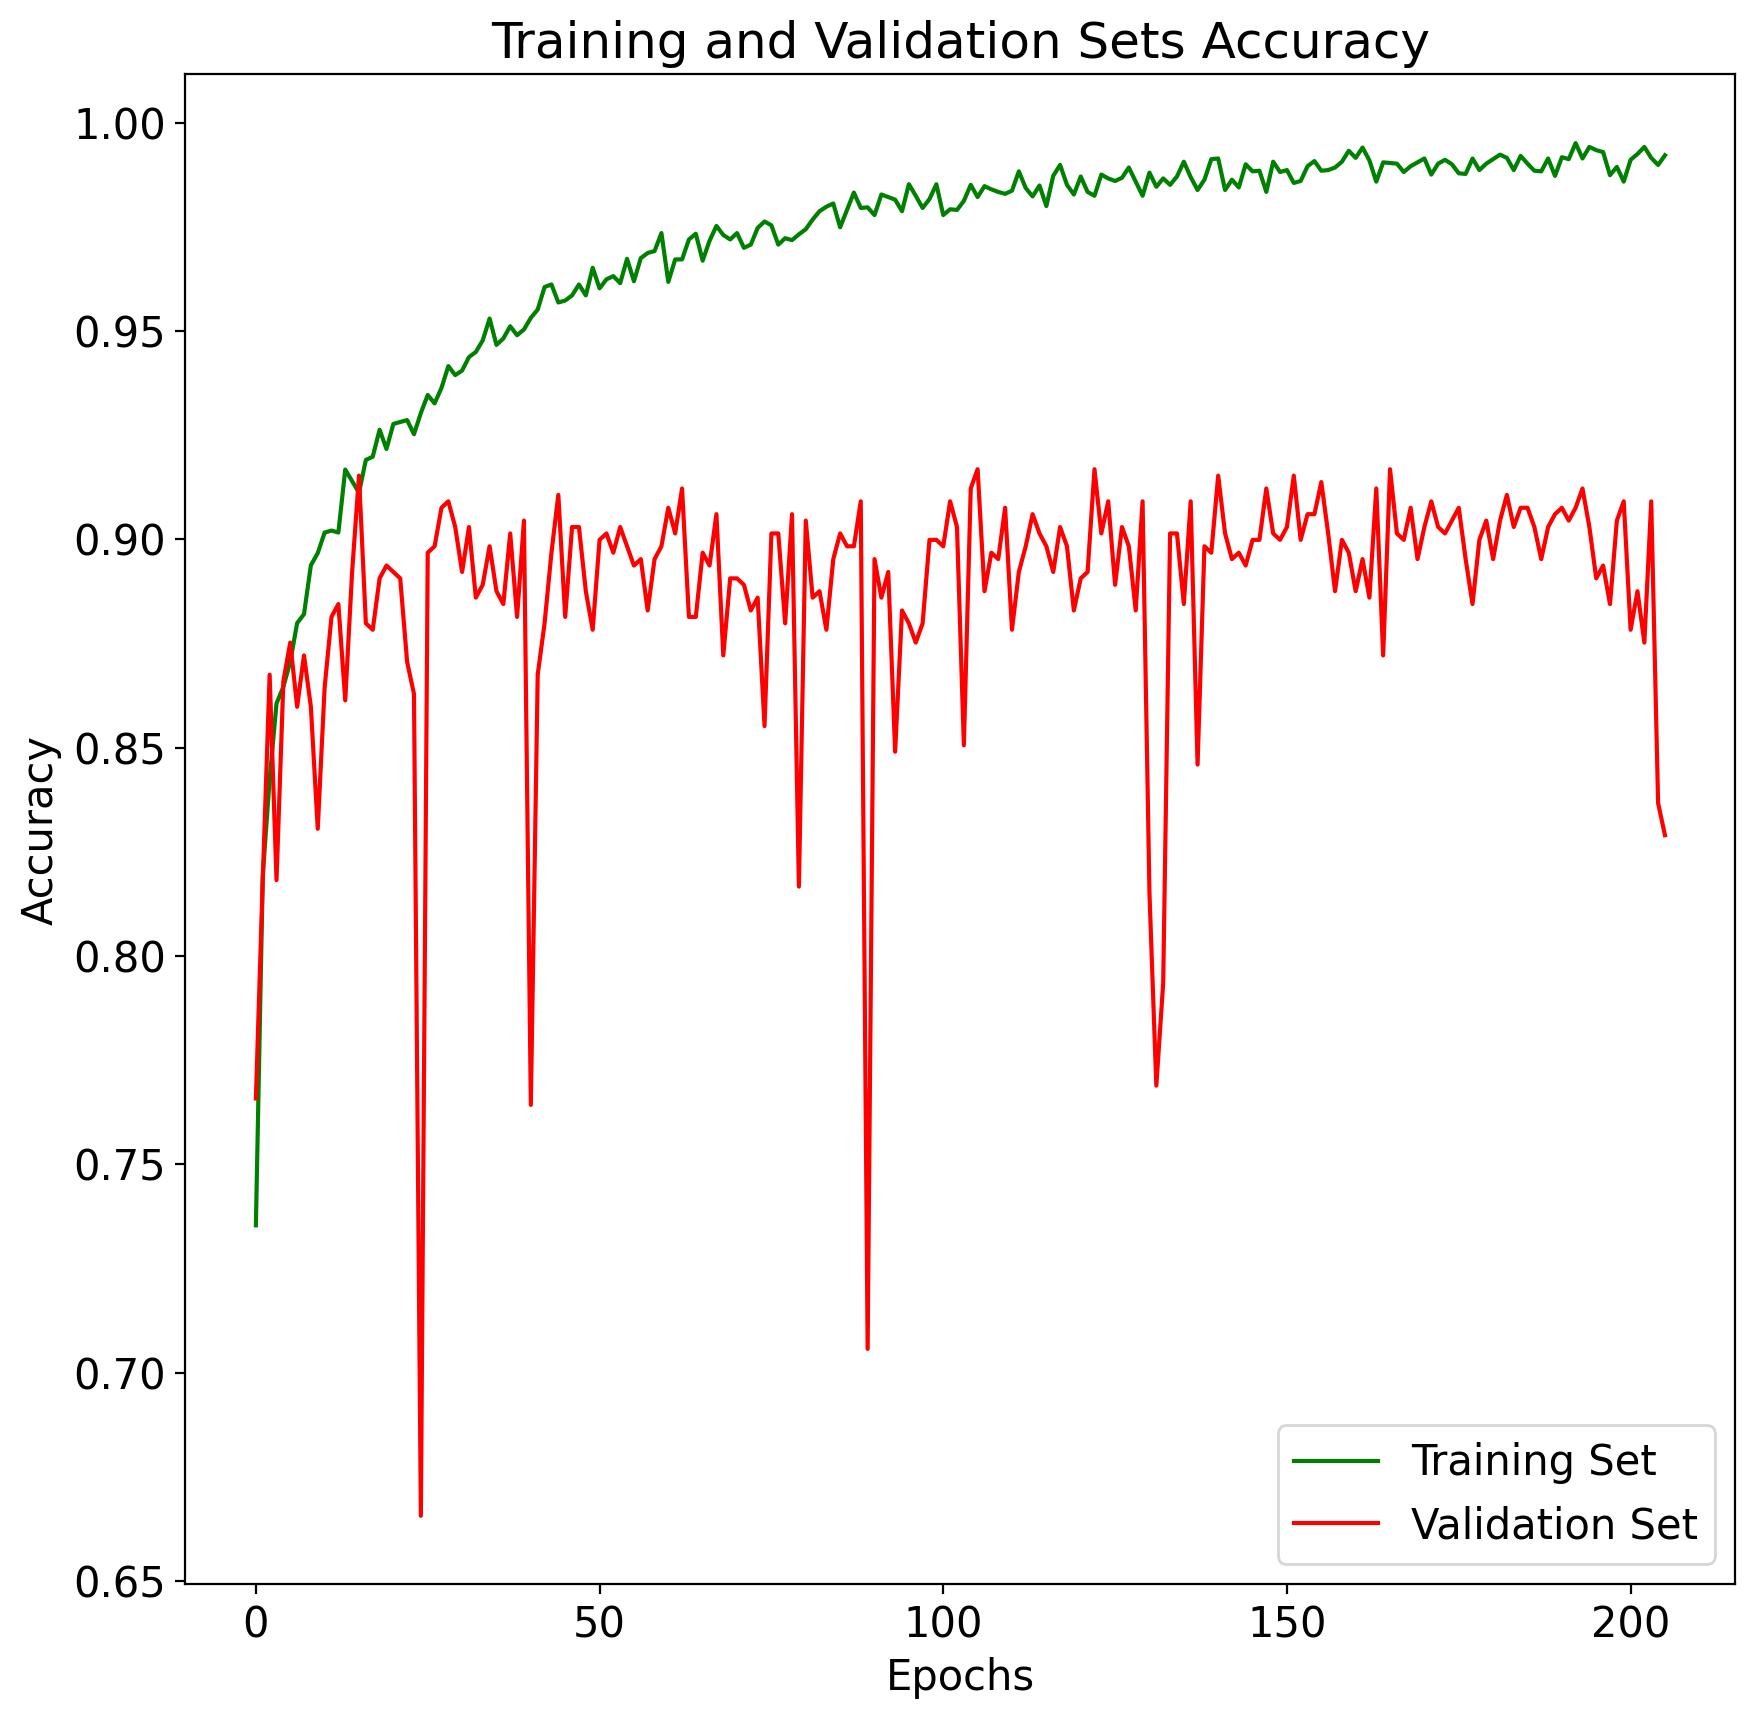 Training and Validation Sets Accuracy
1.00
0.95
0.90
0.85
0.80
0.75
0.70
0.65
Accuracy
0 50 100 150 200
Epochs
Training Set
Validation Set